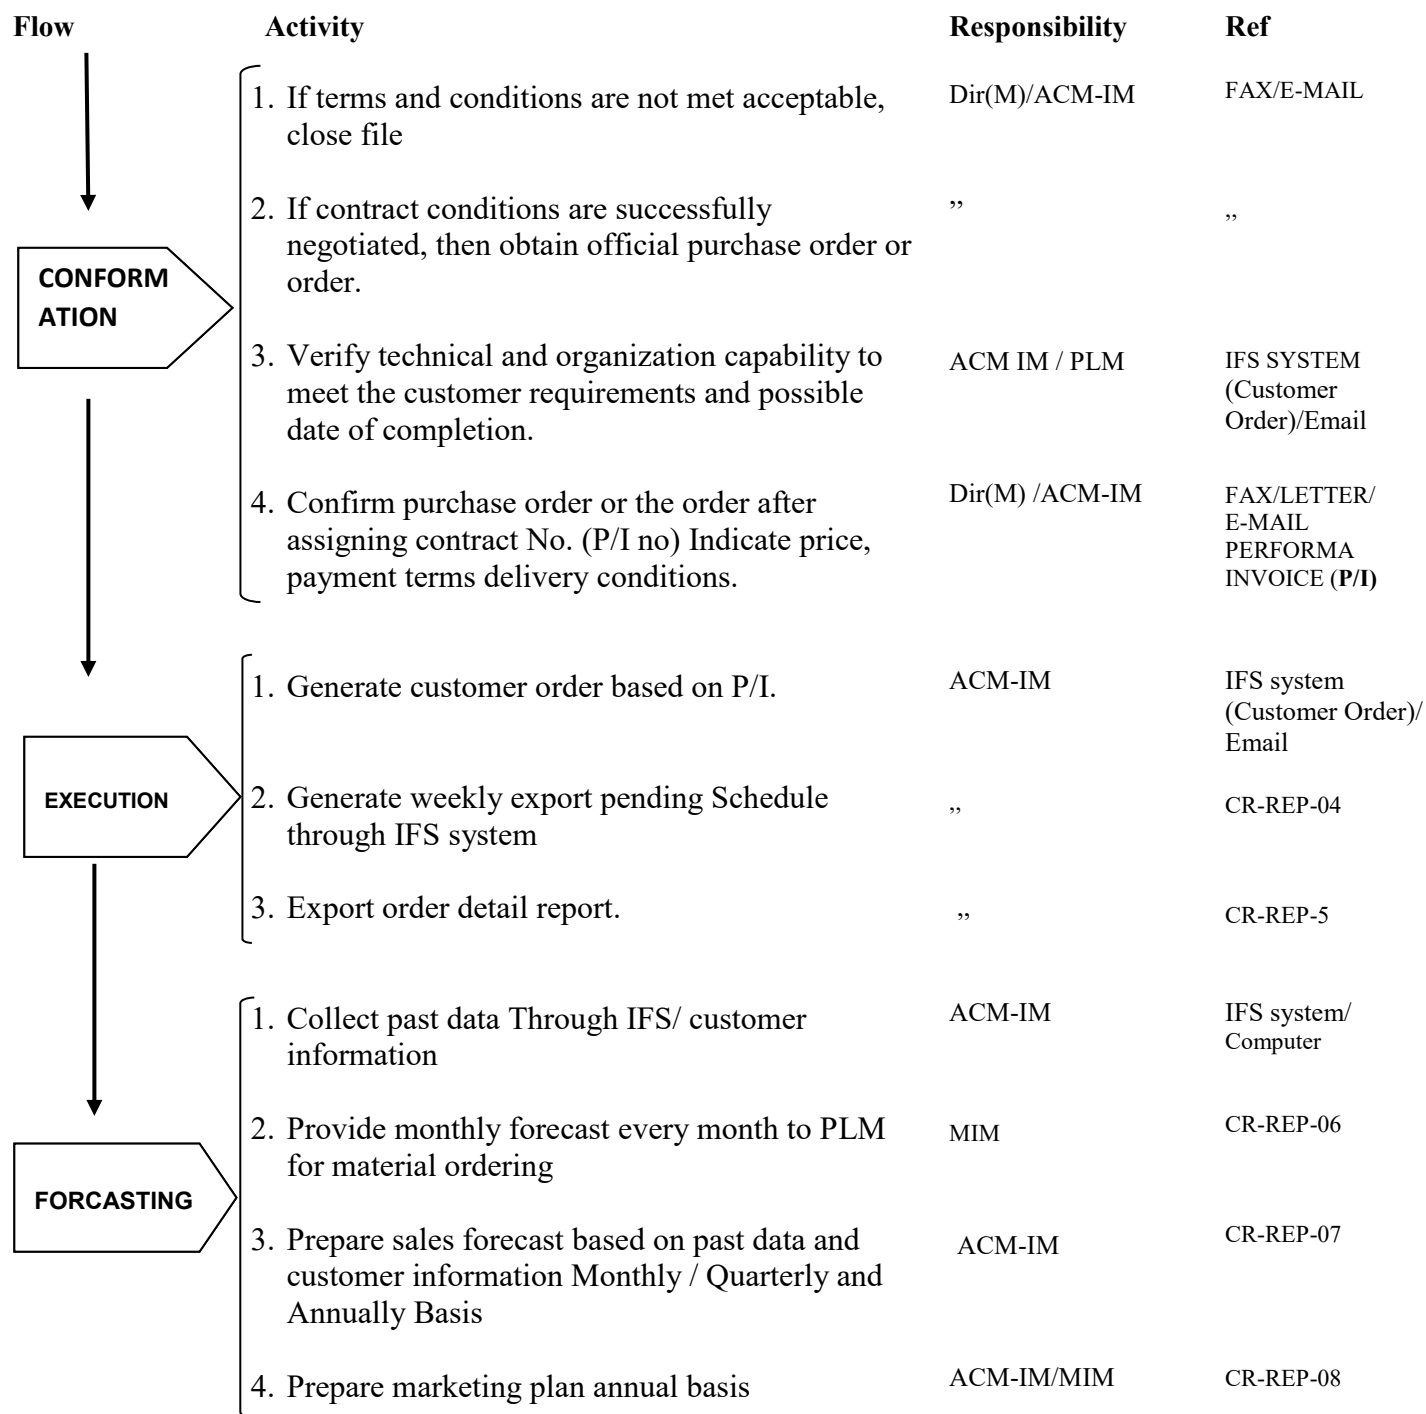 Flow Activity Responsibility Ref
1. If terms and conditions are not met acceptable, Dir(M)/ACM-IM FAX/E-MAIL
close file
2. If contract conditions are successfully ” ”
negotiated, then obtain official purchase order or
order.
CONFORM
ATION
3. Verify technical and organization capability to ACM IM / PLM IFS SYSTEM
meet the customer requirements and possible (Customer
date of completion. Order)/Email
4. Confirm purchase order or the order after Dir(M) /ACM-IM FAX/LETTER/
assigning contract No. (P/I no) Indicate price, E-MAIL
payment terms delivery conditions. PERFORMA
INVOICE (P/I)
1. Generate customer order based on P/I. ACM-IM IFS system
(Customer Order)/
Email
EXECUTION
2. Generate weekly export pending Schedule ” CR-REP-04
through IFS system
3. Export order detail report. ” CR-REP-5
1. Collect past data Through IFS/ customer ACM-IM IFS system/
information Computer
2. Provide monthly forecast every month to PLM MIM CR-REP-06
for material ordering
FORCASTING
3. Prepare sales forecast based on past data and ACM-IM CR-REP-07
customer information Monthly / Quarterly and
Annually Basis
4. Prepare marketing plan annual basis ACM-IM/MIM CR-REP-08